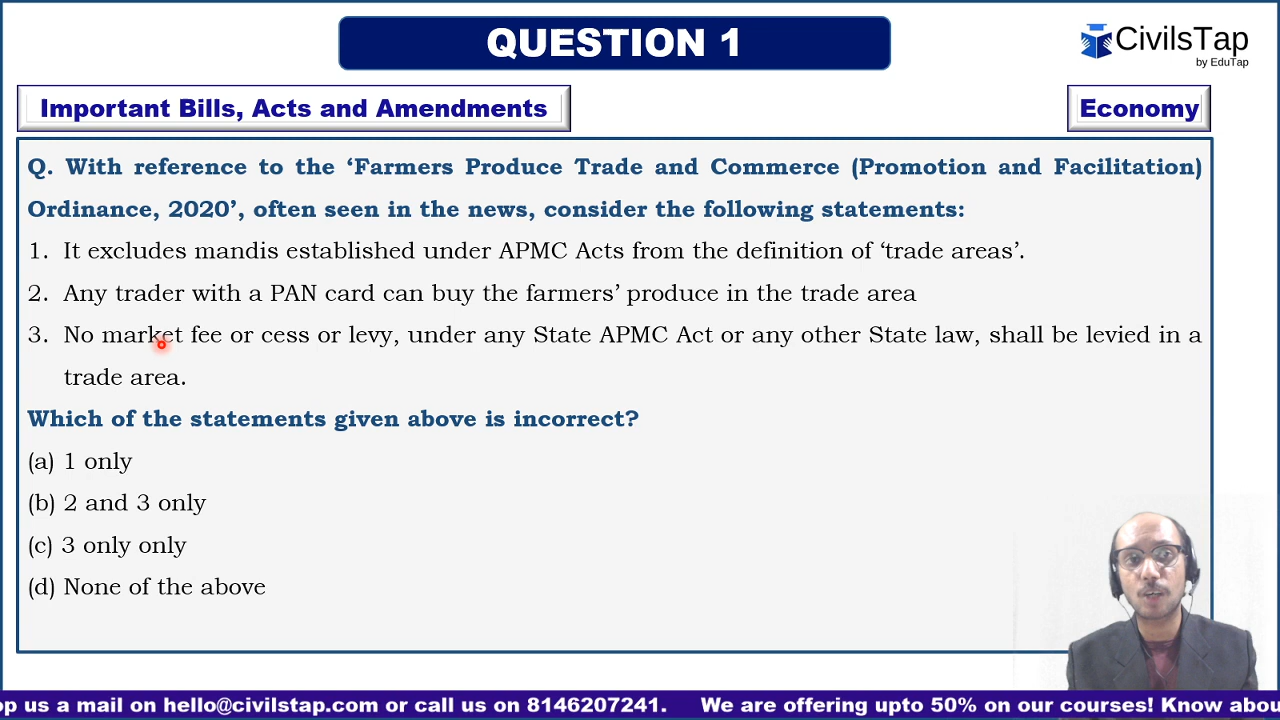 QUESTION 1
CivilsTap
by EduTap
Important Bills, Acts and Amendments
Economy
Q. With reference to the ‘Farmers Produce Trade and Commerce (Promotion and Facilitation)
Ordinance, 2020’, often seen in the news, consider the following statements:
1. It excludes mandis established under APMC Acts from the definition of ‘trade areas’.
2. Any trader with a PAN card can buy the farmers’ produce in the trade area
3. No market fee or cess or levy, under any State APMC Act or any other State law, shall be levied in a
trade area.
Which of the statements given above is incorrect?
(a) 1 only
(b) 2 and 3 only
(c) 3 only only
(d) None of the above
op us a mail on hello@civilstap.com or call us on 8146207241. We are offering upto 50% on our courses! Know abou